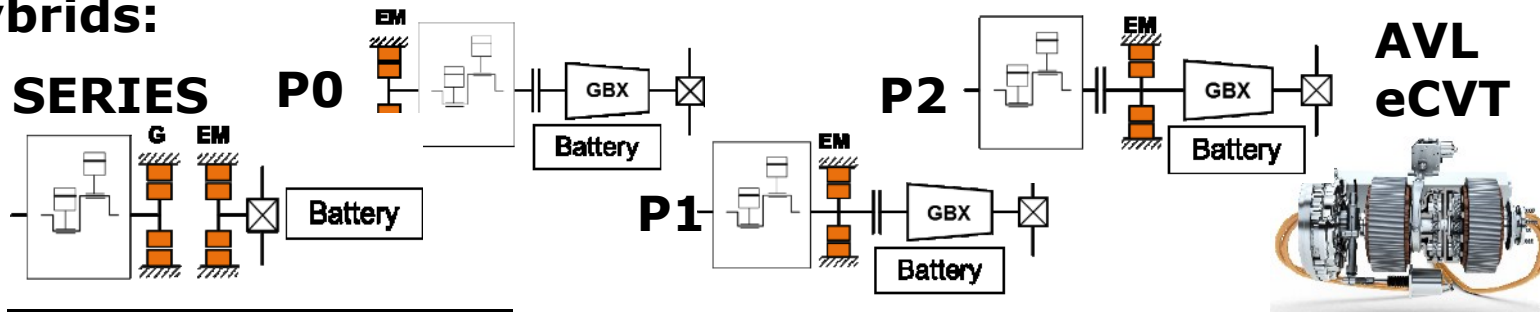 ybrids:
SERIES
G EM
Battery
P0
EM
GBX
Battery
P1
EM
GBX
Battery
P2
EM
GBX
Battery
AVL
eCVT